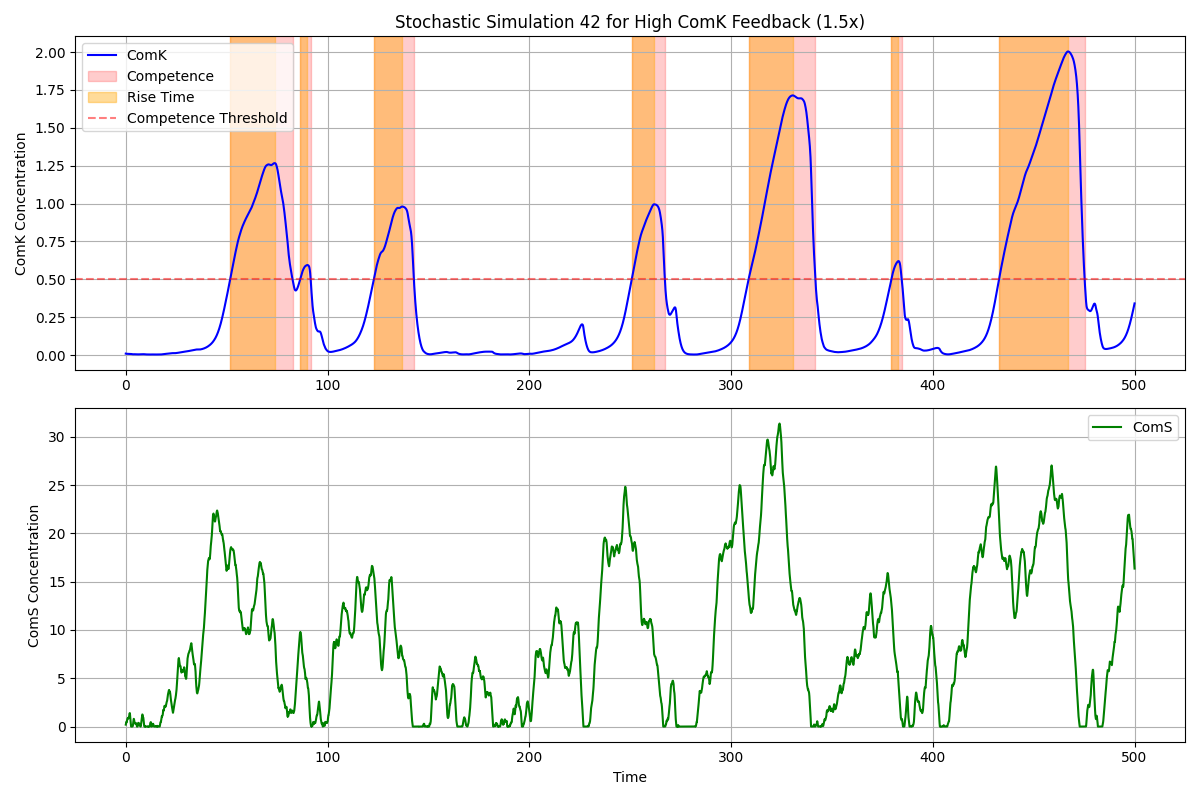 Stochastic Simulation 42 for High ComK Feedback (1.5x)
ComK Concentration
2.00
1.75
1.50
1.25
1.00
0.75
0.50
0.25
0.00
ComK
Competence
Rise Time
Competence Threshold
0 100 200 300 400 500
ComS Concentration
30
25
20
15
10
5
0
ComS
0 100 200 300 400 500
Time